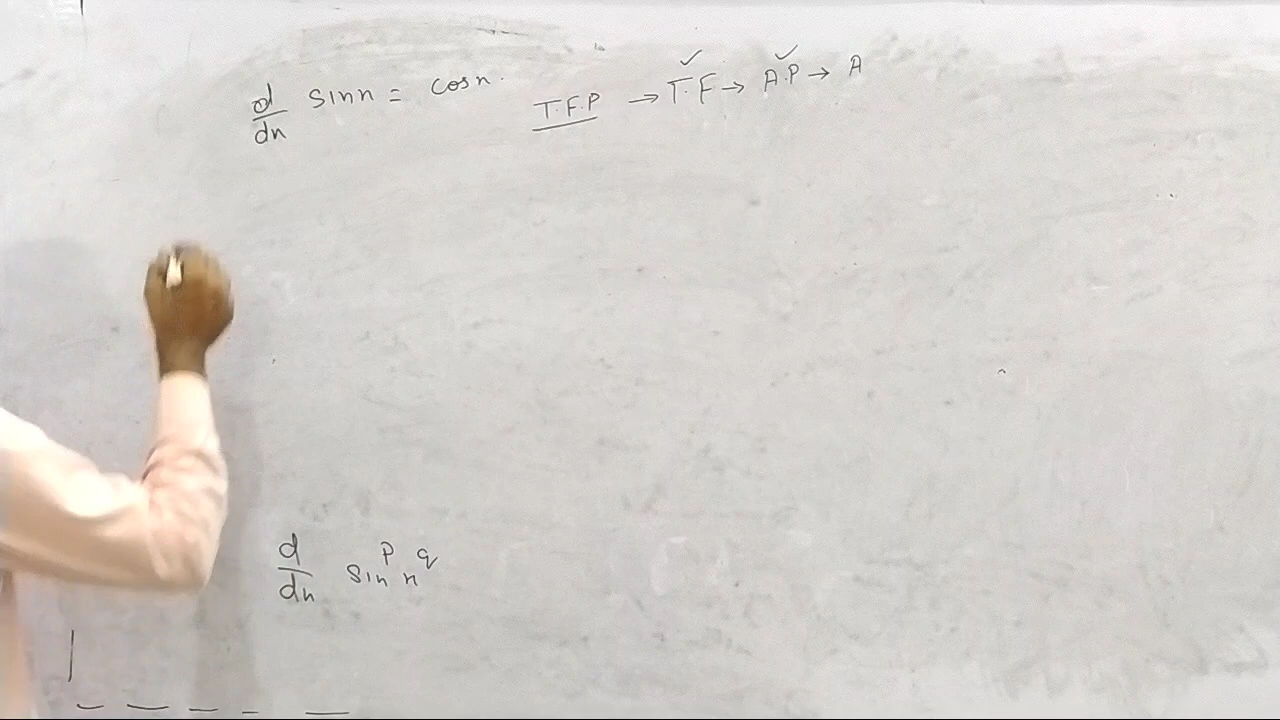 d/dn sinn = cosn.
T.F.P → T.F → A.P → A
d/dn sin^p n^q